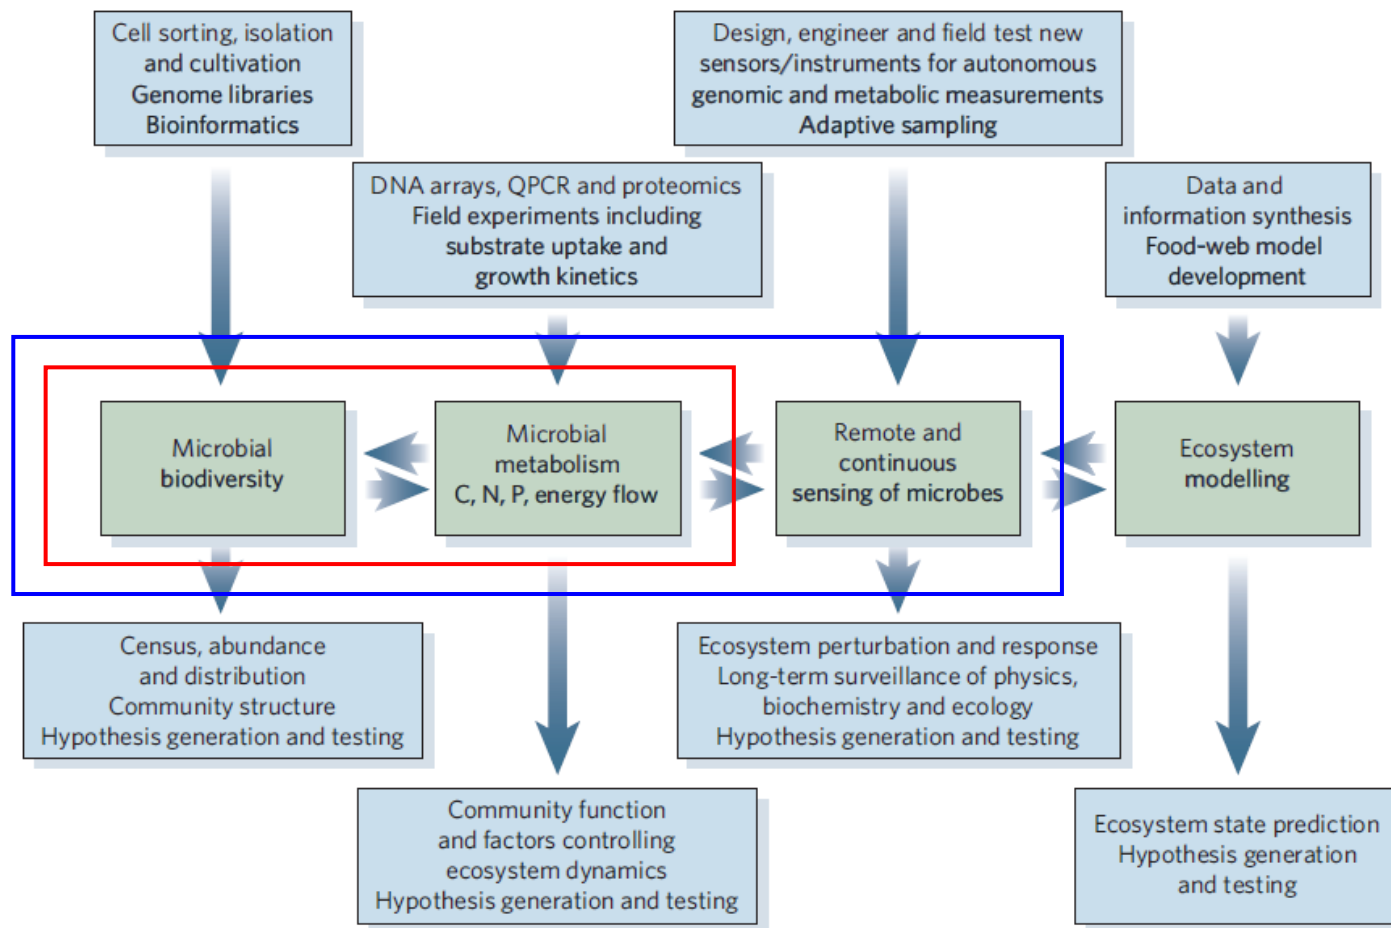 Cell sorting, isolation
and cultivation
Genome libraries
Bioinformatics
Design, engineer and field test new
sensors/instruments for autonomous
genomic and metabolic measurements
Adaptive sampling
DNA arrays, QPCR and proteomics
Field experiments including
substrate uptake and
growth kinetics
Data and
information synthesis
Food-web model
development
Microbial
biodiversity
Microbial
metabolism
C, N, P, energy flow
Remote and
continuous
sensing of microbes
Ecosystem
modelling
Census, abundance
and distribution
Community structure
Hypothesis generation and testing
Ecosystem perturbation and response
Long-term surveillance of physics,
biochemistry and ecology
Hypothesis generation and testing
Community function
and factors controlling
ecosystem dynamics
Hypothesis generation and testing
Ecosystem state prediction
Hypothesis generation
and testing